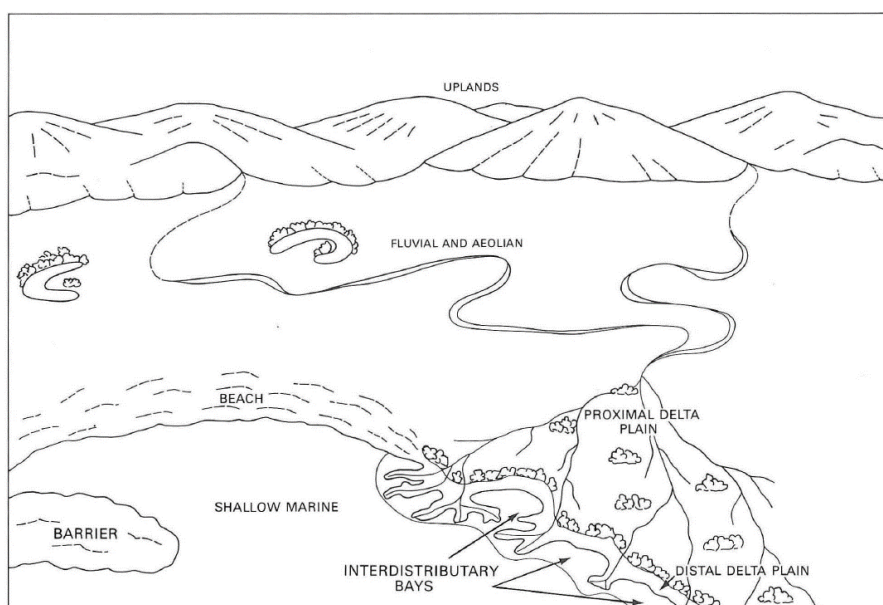 UPLANDS
FLUVIAL AND AEOLIAN
BEACH
PROXIMAL DELTA
PLAIN
SHALLOW MARINE
BARRIER
INTERDISTRIBUTARY
BAYS
DISTAL DELTA PLAIN